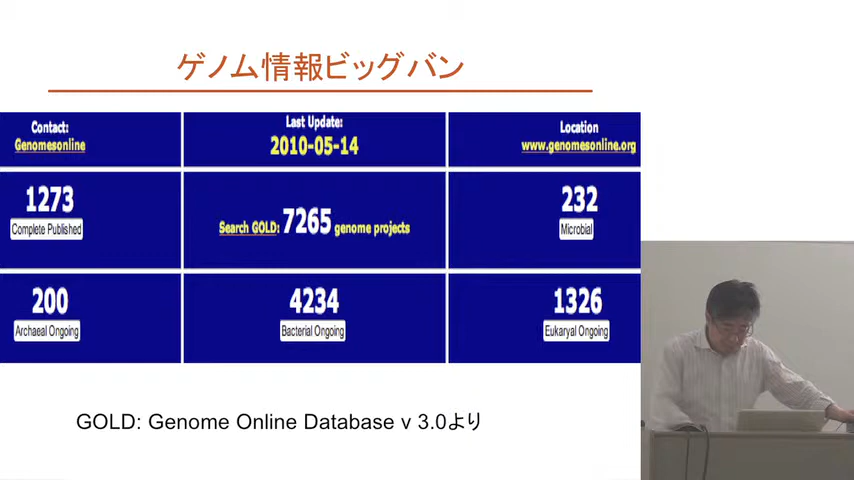 ゲノム情報ビッグバン
Contact:
Genomesonline
Last Update:
2010-05-14
Location
www.genomesonline.org
1273
Complete Published
Search GOLD: 7265 genome projects
232
Microbial
200
Archaeal Ongoing
4234
Bacterial Ongoing
1326
Eukaryal Ongoing
GOLD: Genome Online Database v 3.0より